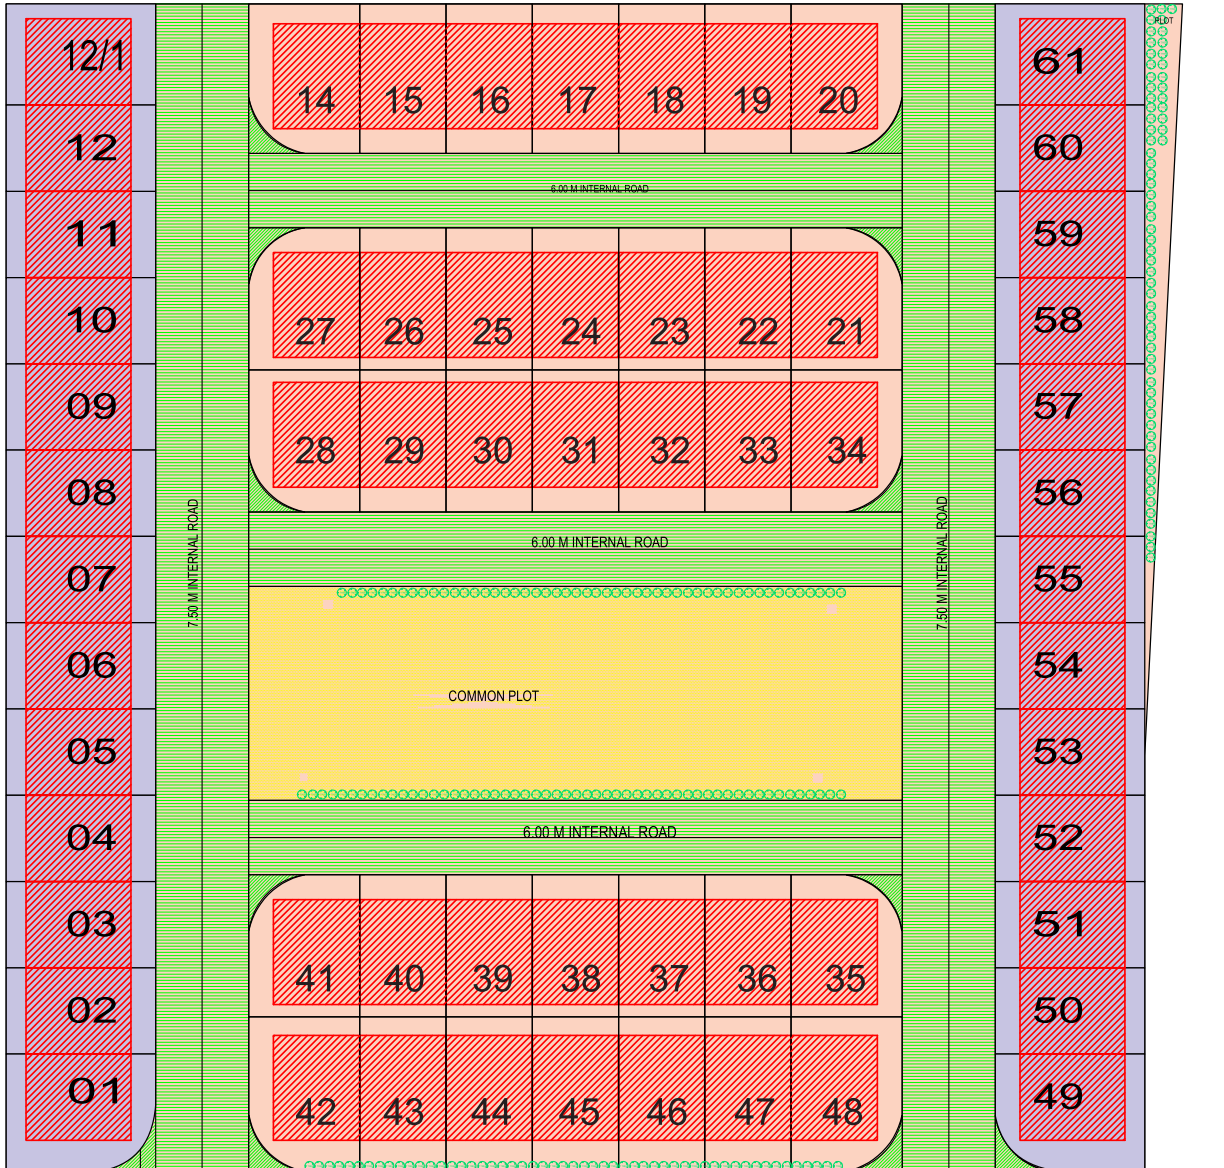 12/1
14 15 16 17 18 19 20
61
PLOT
12
60
6.00 M INTERNAL ROAD
11
59
10
27 26 25 24 23 22 21
58
09
57
28 29 30 31 32 33 34
08
56
7.50 M INTERNAL ROAD
6.00 M INTERNAL ROAD
7.50 M INTERNAL ROAD
07
55
06
54
COMMON PLOT
05
53
04
6.00 M INTERNAL ROAD
52
03
51
41 40 39 38 37 36 35
02
50
01
42 43 44 45 46 47 48
49